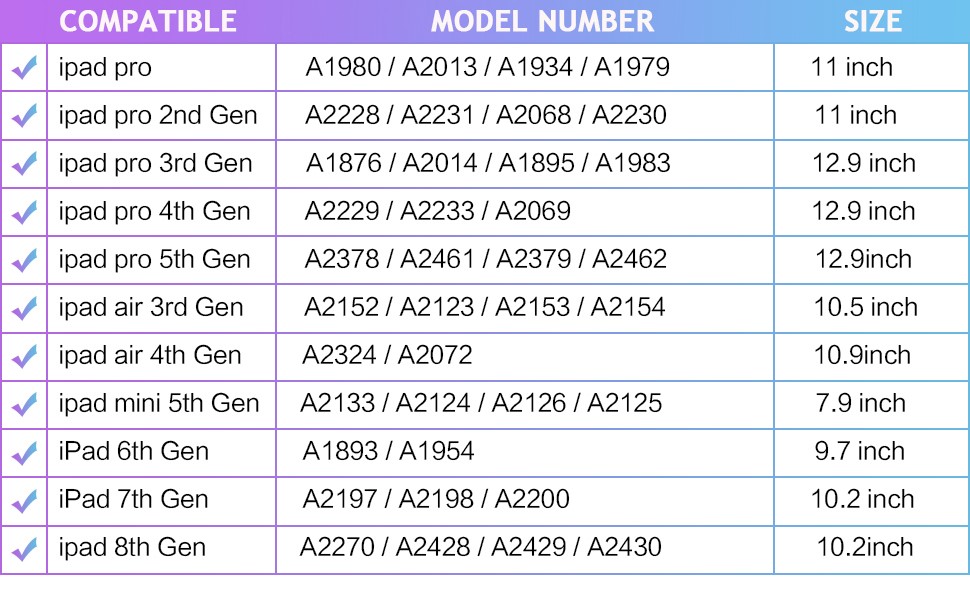 COMPATIBLE MODEL NUMBER SIZE
ipad pro A1980 / A2013 / A1934 / A1979 11 inch
ipad pro 2nd Gen A2228 / A2231 / A2068 / A2230 11 inch
ipad pro 3rd Gen A1876 / A2014 / A1895 / A1983 12.9 inch
ipad pro 4th Gen A2229 / A2233 / A2069 12.9 inch
ipad pro 5th Gen A2378 / A2461 / A2379 / A2462 12.9inch
ipad air 3rd Gen A2152 / A2123 / A2153 / A2154 10.5 inch
ipad air 4th Gen A2324 / A2072 10.9inch
ipad mini 5th Gen A2133 / A2124 / A2126 / A2125 7.9 inch
iPad 6th Gen A1893 / A1954 9.7 inch
iPad 7th Gen A2197 / A2198 / A2200 10.2 inch
ipad 8th Gen A2270 / A2428 / A2429 / A2430 10.2inch